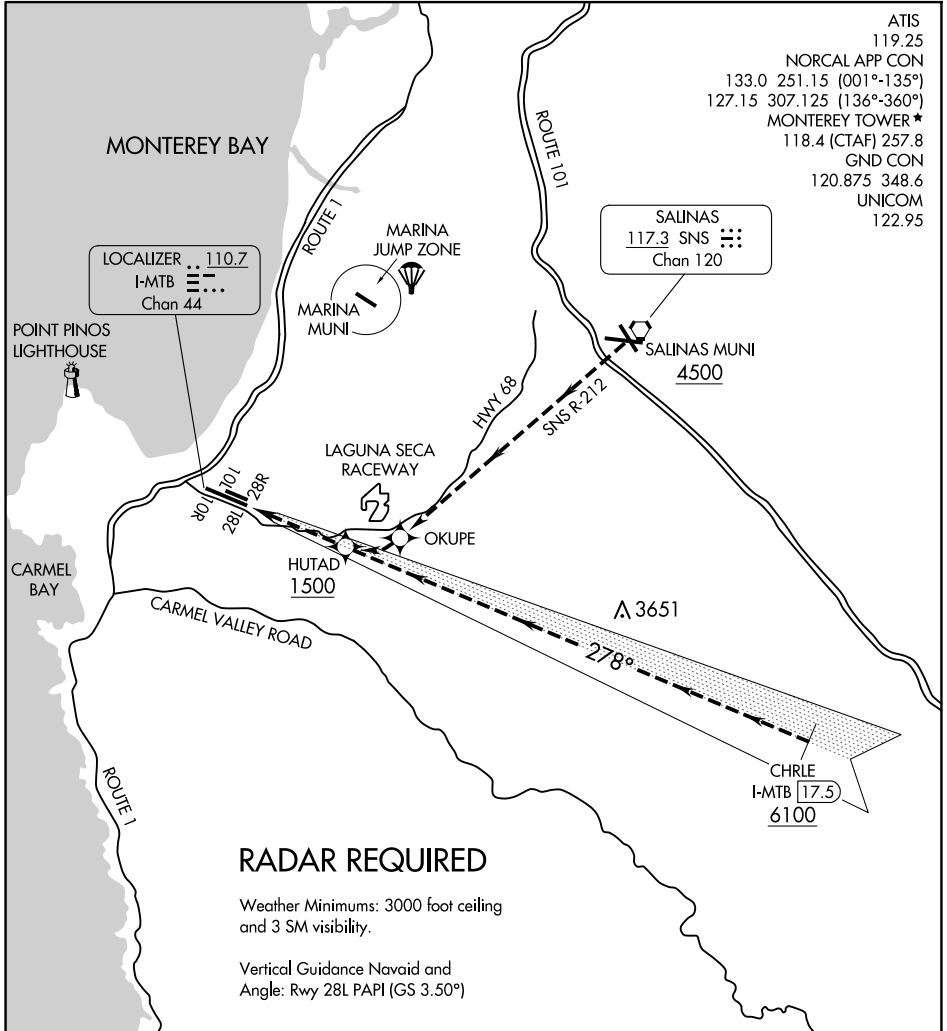 ATIS
119.25
NORCAL APP CON
133.0 251.15 (001°-135°)
127.15 307.125 (136°-360°)
MONTEREY TOWER★
118.4 (CTAF) 257.8
GND CON
120.875 348.6
UNICOM
122.95
MONTEREY BAY
ROUTE 101
ROUTE 1
MARINA
JUMP ZONE
SALINAS
117.3 SNS
Chan 120
LOCALIZER 110.7
I-MTB
Chan 44
MARINA
MUNI
POINT PINOS
LIGHTHOUSE
SALINAS MUNI
4500
HWY 68
SNS R-212
LAGUNA SECA
RACEWAY
10L
28R
10R
28L
OKUPE
HUTAD
1500
CARMEL
BAY
CARMEL VALLEY ROAD
3651
278°
CHRLE
I-MTB 17.5
6100
ROUTE 1
RADAR REQUIRED
Weather Minimums: 3000 foot ceiling
and 3 SM visibility.
Vertical Guidance Navaid and
Angle: Rwy 28L PAPI (GS 3.50°)